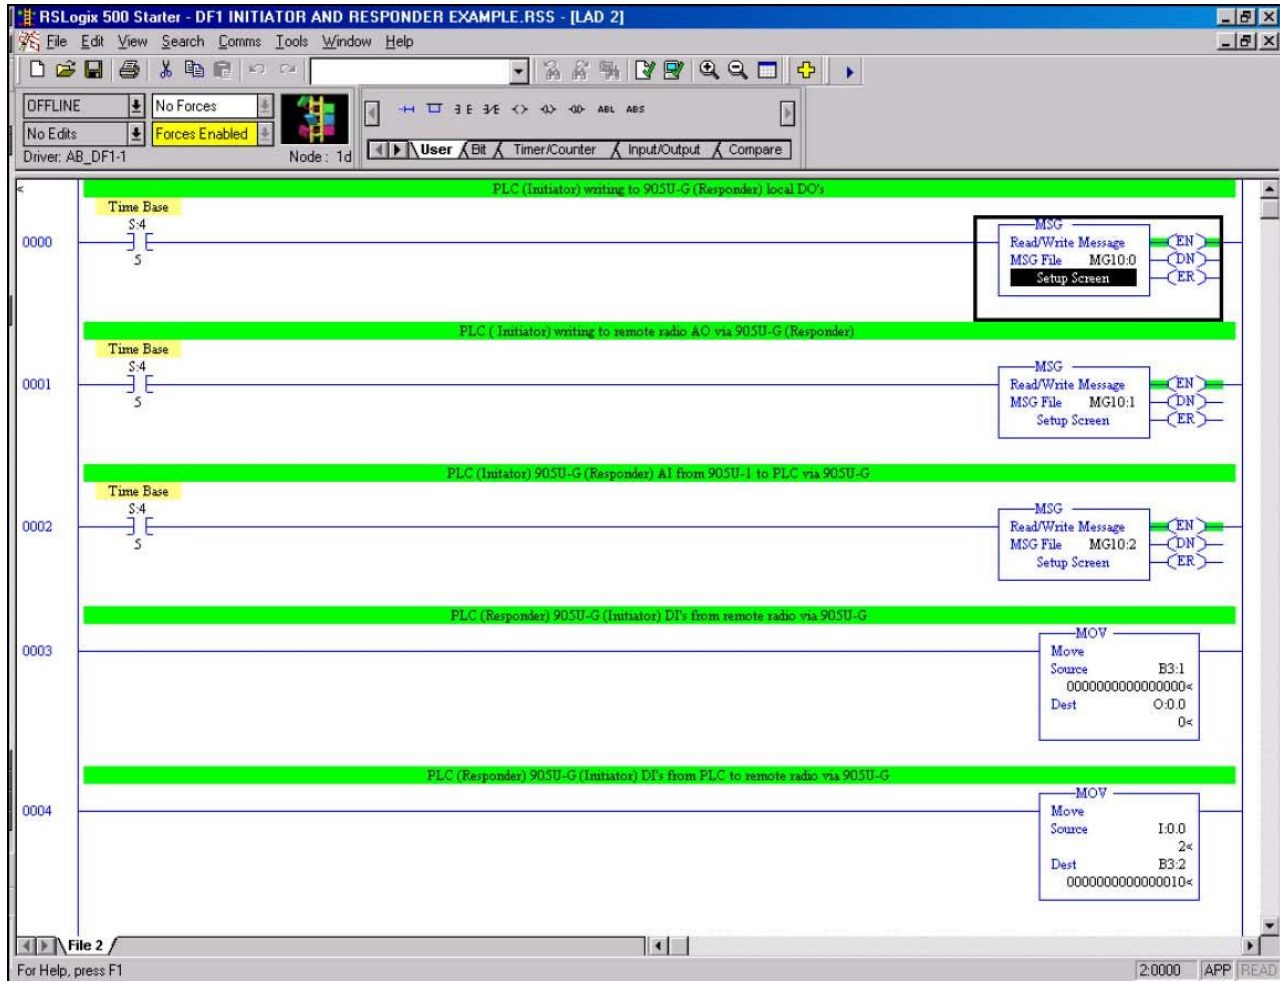 RSLogix 500 Starter - DF1 INITIATOR AND RESPONDER EXAMPLE.RSS - [LAD 2]
File Edit View Search Comms Tools Window Help
OFFLINE No Forces
No Edits Forces Enabled
Driver: AB_DF1-1 Node: 1d
ABL ABS
User Bit Timer/Counter Input/Output Compare
PLC (Initiator) writing to 905U-G (Responder) local DO's
Time Base
S:4
0000
5
MSG
Read/Write Message EN
MSG File MG10:0 DN
Setup Screen ER
PLC ( Initiator) writing to remote radio AO via 905U-G (Responder)
Time Base
S:4
0001
5
MSG
Read/Write Message EN
MSG File MG10:1 DN
Setup Screen ER
PLC (Initator) 905U-G (Responder) AI from 905U-1 to PLC via 905U-G
Time Base
S:4
0002
5
MSG
Read/Write Message EN
MSG File MG10:2 DN
Setup Screen ER
PLC (Responder) 905U-G (Initiator) DI's from remote radio via 905U-G
0003
MOV
Move
Source B3:1
0000000000000000<
Dest O:0.0
0<
PLC (Responder) 905U-G (Initiator) DI's from PLC to remote radio via 905U-G
0004
MOV
Move
Source I:0.0
2<
Dest B3:2
0000000000000010<
File 2
For Help, press F1 2:0000 APP READ